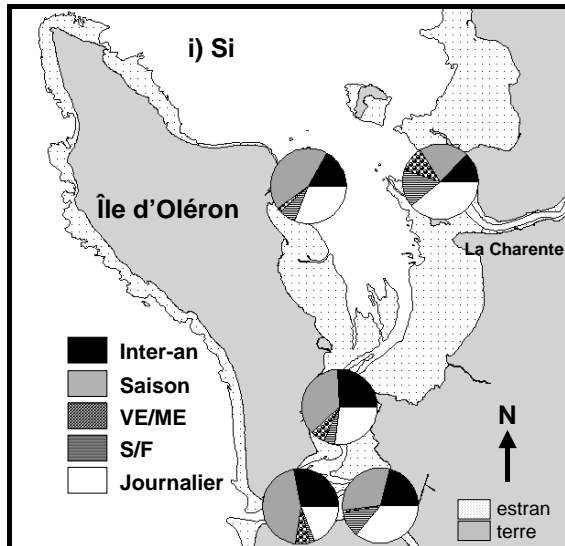 i) Si
Île d'Oléron
La Charente
Inter-an
Saison
VE/ME
S/F
Journalier
N
estran
terre